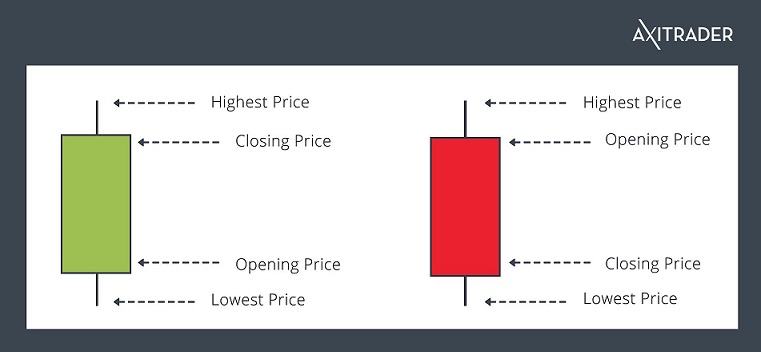 AXITRADER
Highest Price
Closing Price
Opening Price
Lowest Price
Highest Price
Opening Price
Closing Price
Lowest Price